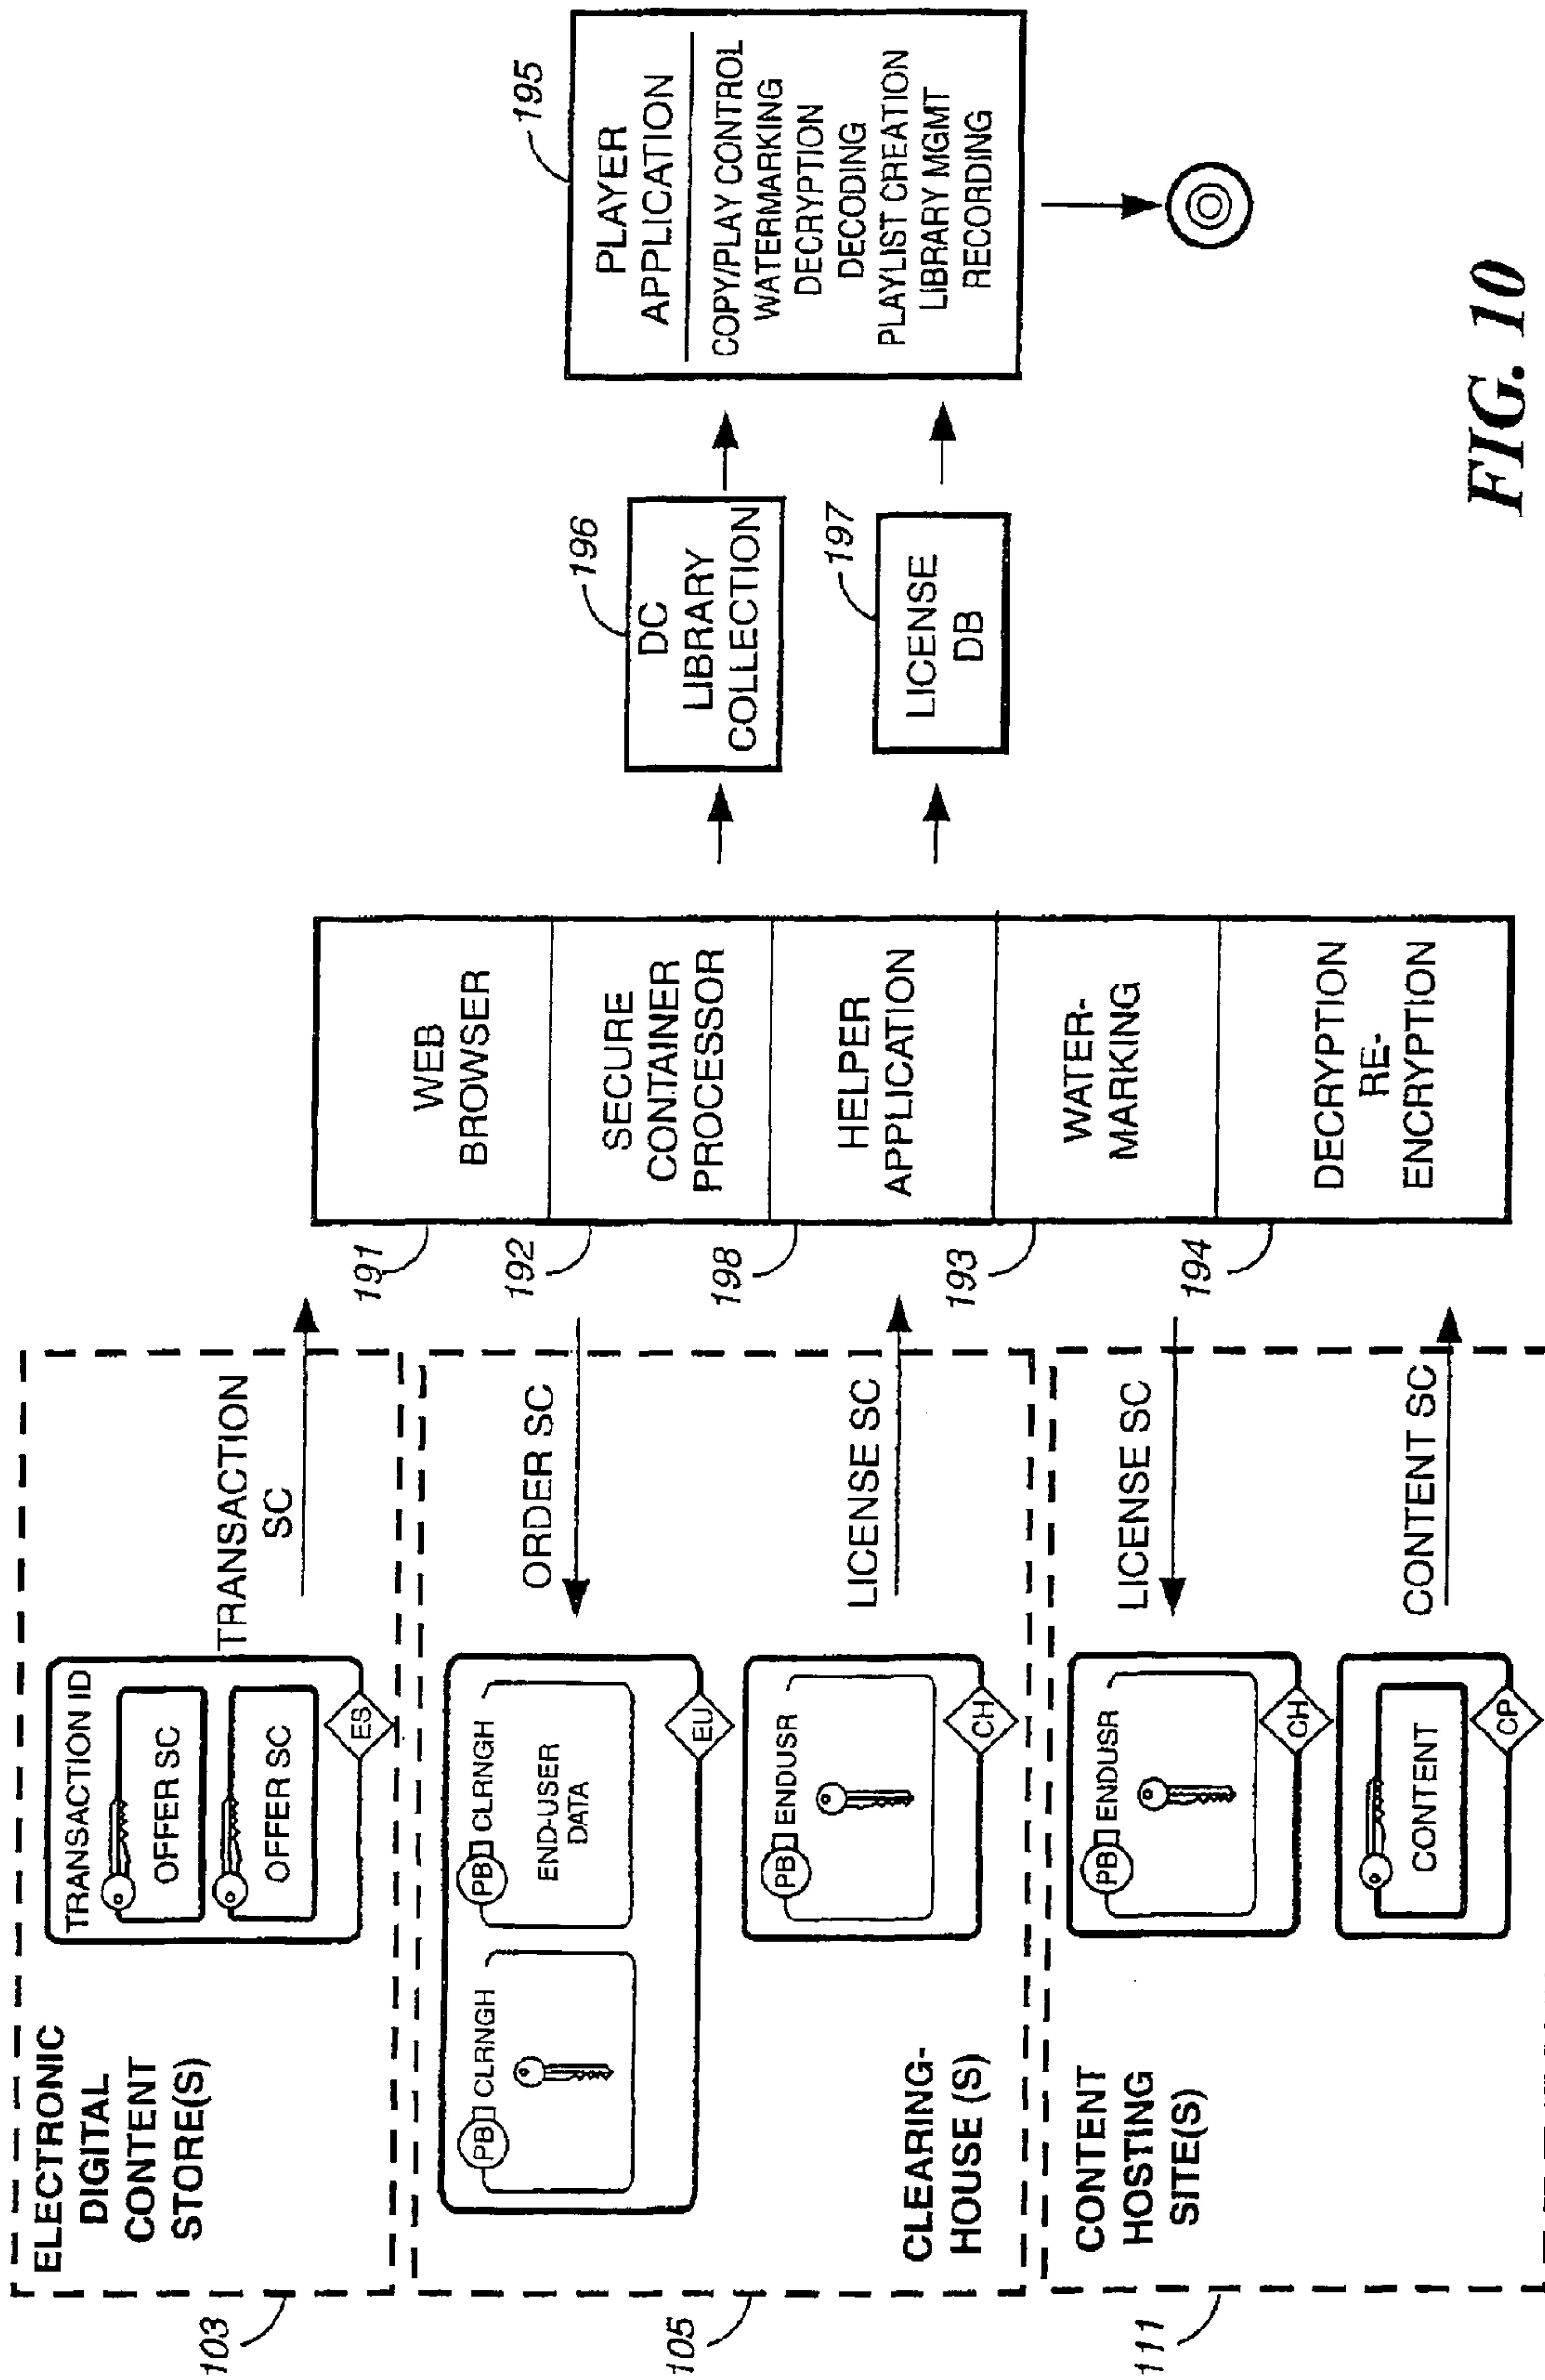 103
ELECTRONIC
DIGITAL
CONTENT
STORE(S)
TRANSACTION ID
OFFER SC
OFFER SC
ES
TRANSACTION
SC
105
PB CLRNGH
PB CLRNGH
END-USER
DATA
EU
ORDER SC
CLEARING-
HOUSE (S)
PB ENDUSR
CH
LICENSE SC
111
CONTENT
HOSTING
SITE(S)
PB ENDUSR
CH
LICENSE SC
CONTENT
CP
CONTENT SC
191
WEB
BROWSER
192
SECURE
CONTAINER
PROCESSOR
198
HELPER
APPLICATION
193
WATER-
MARKING
194
DECRYPTION
RE-
ENCRYPTION
196
DC
LIBRARY
COLLECTION
197
LICENSE
DB
195
PLAYER
APPLICATION
COPY/PLAY CONTROL
WATERMARKING
DECRYPTION
DECODING
PLAYLIST CREATION
LIBRARY MGMT
RECORDING
FIG. 10